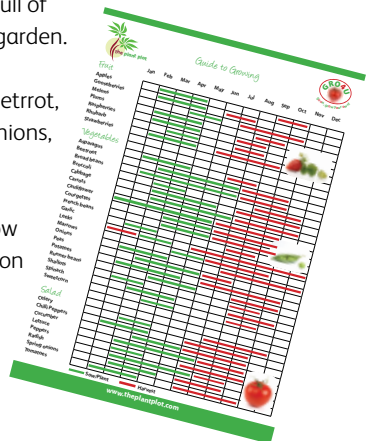 ull of
garden.
etrrot,
nions,
ow
on
the plant plot
Guide to Growing
GRO4U
Jan Feb Mar Apr May Jun Jul Aug Sep Oct Nov Dec
Fruit
Apples
Gooseberries
Melons
Plums
Raspberries
Rhubarb
Strawberries
Vegetables
Asparagus
Beetroot
Broad beans
Broccoli
Cabbage
Carrots
Cauliflower
Courgettes
French beans
Garlic
Leeks
Marrows
Onions
Peas
Potatoes
Runner beans
Shallots
Spinach
Sweetcorn
Salad
Celery
Chilli Peppers
Cucumber
Lettuce
Peppers
Radish
Spring onions
Tomatoes
Sow/Plant
Harvest
www.theplantplot.com